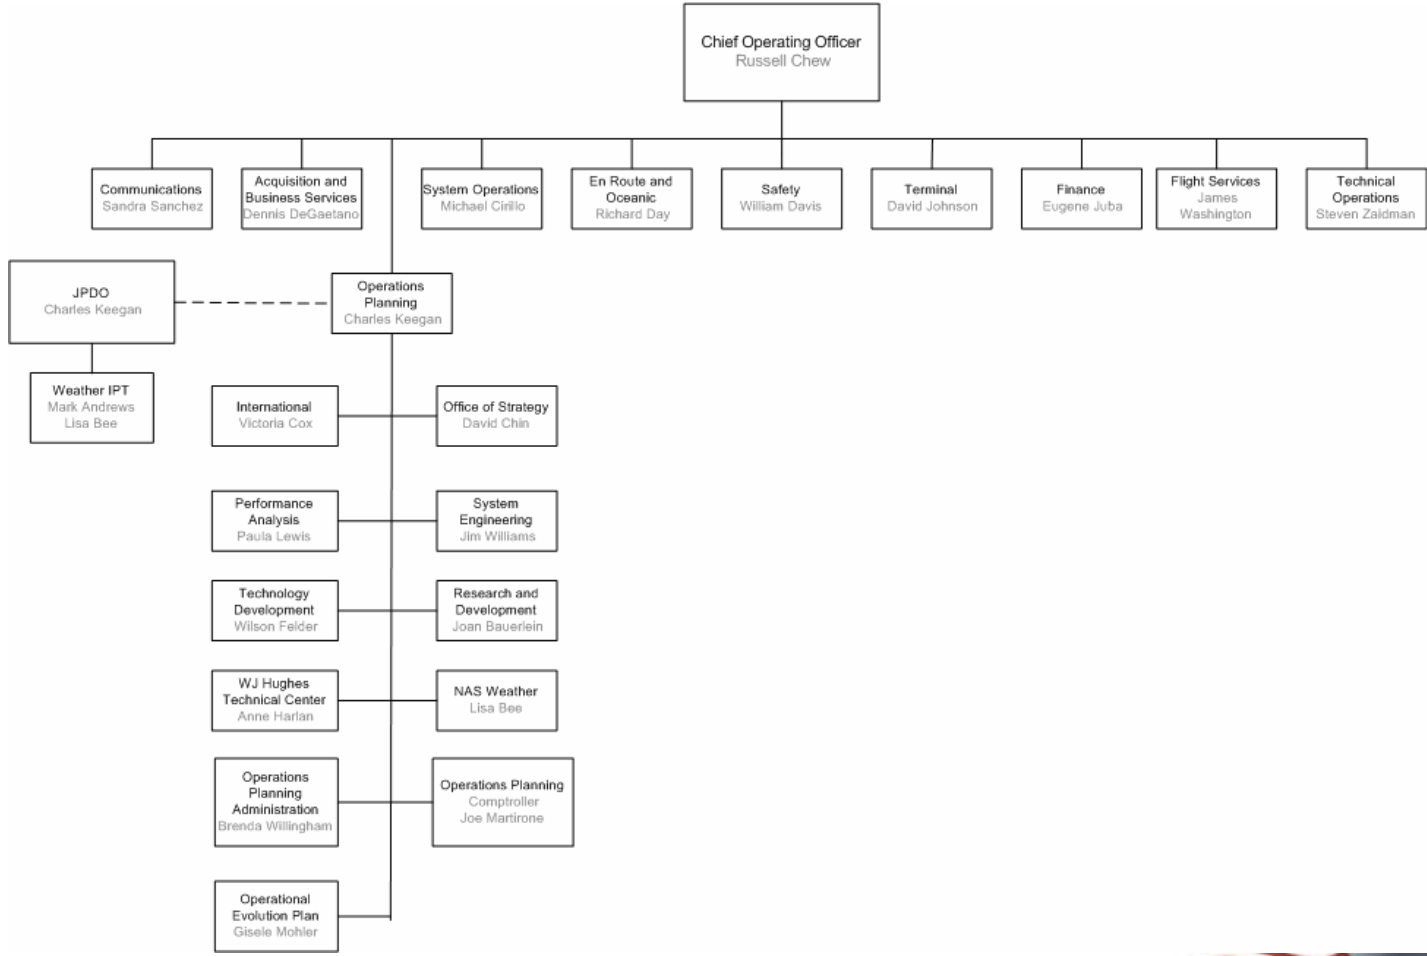 Chief Operating Officer
Russell Chew
Communications
Sandra Sanchez
Acquisition and
Business Services
Dennis DeGaetano
System Operations
Michael Cirillo
En Route and
Oceanic
Richard Day
Safety
William Davis
Terminal
David Johnson
Finance
Eugene Juba
Flight Services
James
Washington
Technical
Operations
Steven Zaidman
JPDO
Charles Keegan
Operations
Planning
Charles Keegan
Weather IPT
Mark Andrews
Lisa Bee
International
Victoria Cox
Office of Strategy
David Chin
Performance
Analysis
Paula Lewis
System
Engineering
Jim Williams
Technology
Development
Wilson Felder
Research and
Development
Joan Bauerlein
WJ Hughes
Technical Center
Anne Harlan
NAS Weather
Lisa Bee
Operations
Planning
Administration
Brenda Willingham
Operations Planning
Comptroller
Joe Martirone
Operational
Evolution Plan
Gisele Mohler